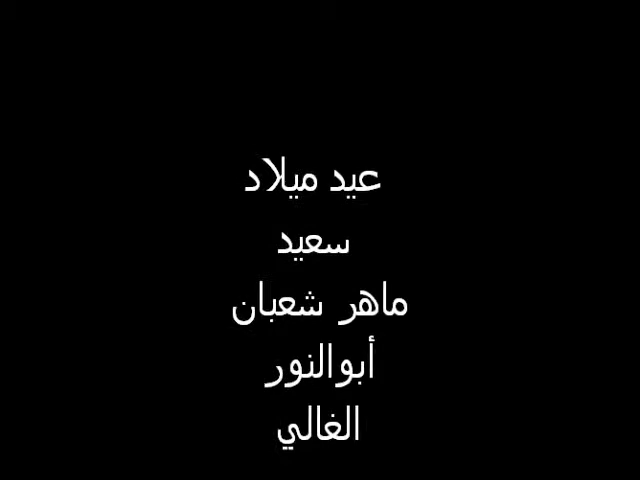 عيد ميلاد
سعيد
ماهر شعبان
أبوالنور
الغالي